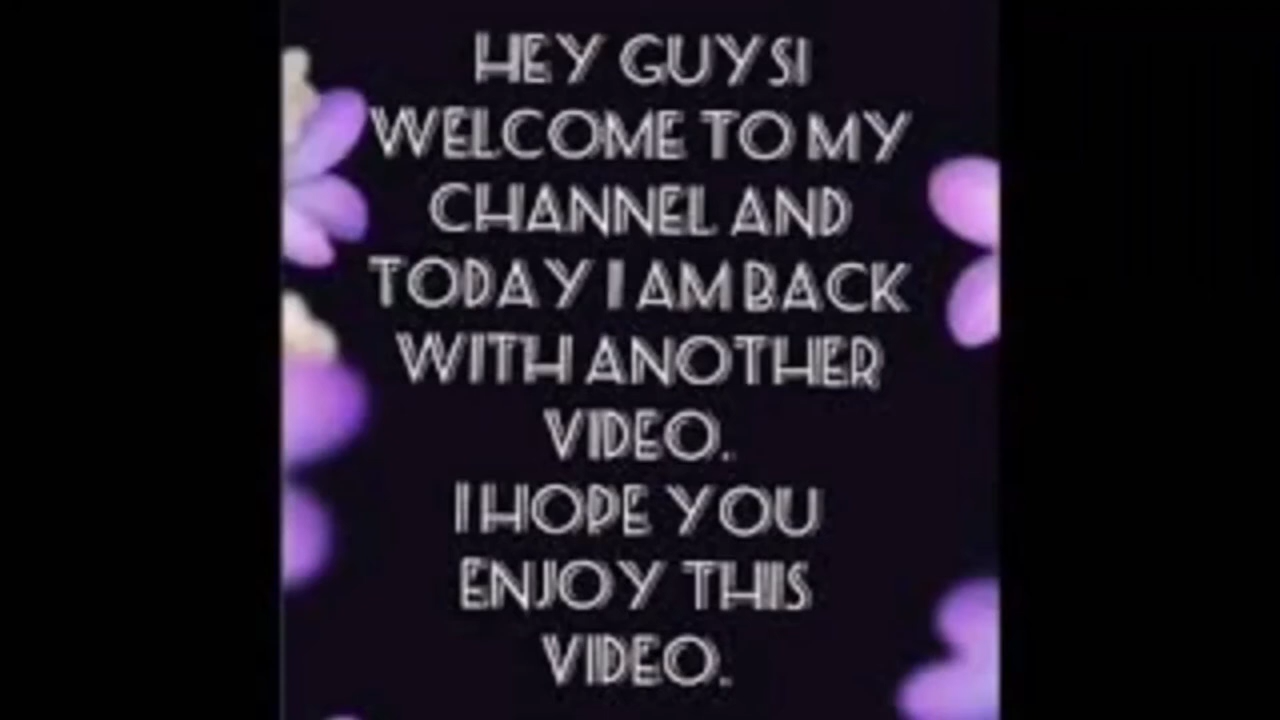 HEY GUYS!
WELCOME TO MY
CHANNEL AND
TODAY I AM BACK
WITH ANOTHER
VIDEO.
I HOPE YOU
ENJOY THIS
VIDEO.